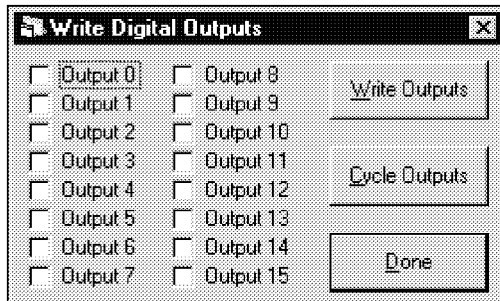 Write Digital Outputs
Output 0
Output 1
Output 2
Output 3
Output 4
Output 5
Output 6
Output 7
Output 8
Output 9
Output 10
Output 11
Output 12
Output 13
Output 14
Output 15
Write Outputs
Cycle Outputs
Done